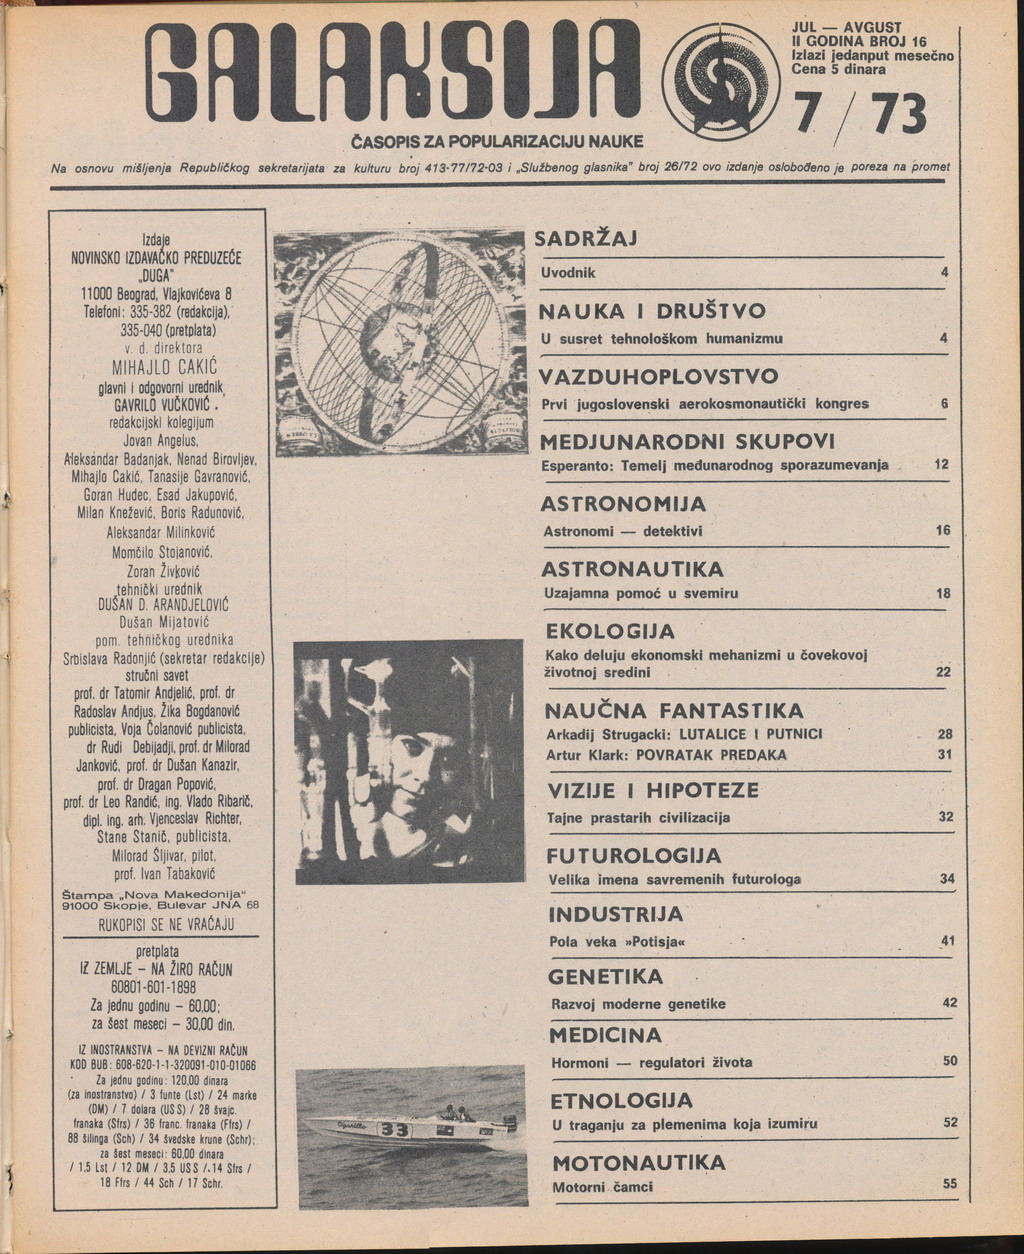 GALAKSIJA
ČASOPIS ZA POPULARIZACIJU NAUKE
JUL — AVGUST
II GODINA BROJ 16
Izlazi jedanput mesečno
Cena 5 dinara
7 / 73
Na osnovu mišljenja Republičkog sekretarijata za kulturu broj 413-77/72-03 i „Službenog glasnika" broj 26/72 ovo izdanje oslobođeno je poreza na promet
Izdaje
NOVINSKO IZDAVAČKO PREDUZEĆE
„DUGA"
11000 Beograd, Vlajkovićeva 8
Telefoni: 335-382 (redakcija),
335-040 (pretplata)
v. d. direktora
MIHAJLO CAKIĆ
glavni i odgovorni urednik
GAVRILO VUČKOVIĆ.
redakcijski kolegijum
Jovan Angelus,
Aleksandar Badanjak, Nenad Birovljev,
Mihajlo Cakić, Tanasije Gavranović,
Goran Hudec, Esad Jakupović,
Milan Knežević, Boris Radunović,
Aleksandar Milinković
Momčilo Stojanović,
Zoran Živković
tehnički urednik
DUŠAN D. ARANDJELOVIĆ
Dušan Mijatović
pom. tehničkog urednika
Srbislava Radonjić (sekretar redakcije)
stručni savet
prof. dr Tatomir Andjelić, prof. dr
Radoslav Andjus, Žika Bogdanović
publicista, Voja Čolanović publicista,
dr Rudi Debijadji, prof. dr Milorad
Janković, prof. dr Dušan Kanazir,
prof. dr Dragan Popović,
prof. dr Leo Randić, ing. Vlado Ribarič,
dipl. ing. arh. Vjenceslav Richter,
Stane Stanič, publicista,
Milorad Šljivar, pilot,
prof. Ivan Tabaković
Štampa „Nova Makedonija"
91000 Skopje, Bulevar JNA 68
RUKOPISI SE NE VRAĆAJU
pretplata
IZ ZEMLJE – NA ŽIRO RAČUN
60801-601-1898
Za jednu godinu – 60,00;
za šest meseci – 30,00 din.
IZ INOSTRANSTVA – NA DEVIZNI RAČUN
KOD BUB: 608-620-1-1-320091-010-01066
Za jednu godinu: 120,00 dinara
(za inostranstvo) / 3 funte (Lst) / 24 marke
(DM) / 7 dolara (US $) / 28 švajc.
franaka (Sfrs) / 36 franc. franaka (Ffrs) /
88 šilinga (Sch) / 34 švedske krune (Schr);
za šest meseci: 60,00 dinara
/ 1,5 Lst / 12 DM / 3,5 US $ /.14 Sfrs /
18 Ffrs / 44 Sch / 17 Schr.
33
SADRŽAJ
Uvodnik 4
NAUKA I DRUŠTVO
U susret tehnološkom humanizmu 4
VAZDUHOPLOVSTVO
Prvi jugoslovenski aerokosmonautički kongres 6
MEDJUNARODNI SKUPOVI
Esperanto: Temelj međunarodnog sporazumevanja 12
ASTRONOMIJA
Astronomi — detektivi 16
ASTRONAUTIKA
Uzajamna pomoć u svemiru 18
EKOLOGIJA
Kako deluju ekonomski mehanizmi u čovekovoj
životnoj sredini 22
NAUČNA FANTASTIKA
Arkadij Strugacki: LUTALICE I PUTNICI 28
Artur Klark: POVRATAK PREDAKA 31
VIZIJE I HIPOTEZE
Tajne prastarih civilizacija 32
FUTUROLOGIJA
Velika imena savremenih futurologa 34
INDUSTRIJA
Pola veka »Potisja« 41
GENETIKA
Razvoj moderne genetike 42
MEDICINA
Hormoni — regulatori života 50
ETNOLOGIJA
U traganju za plemenima koja izumiru 52
MOTONAUTIKA
Motorni čamci 55